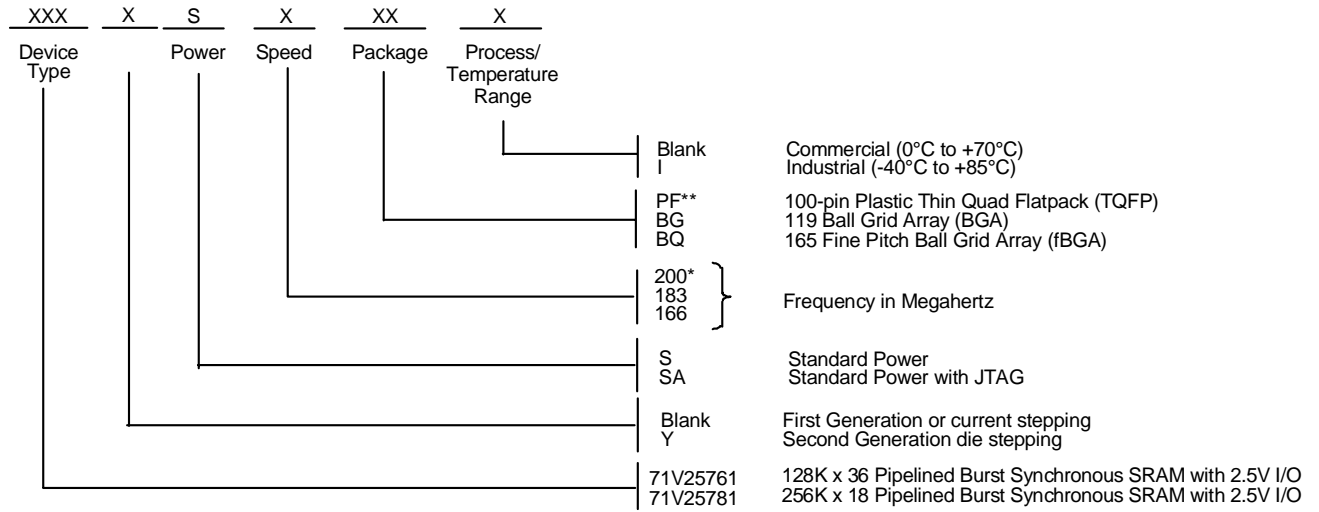 XXX X S X XX X
Device Type Power Speed Package Process/ Temperature Range
Blank Commercial (0°C to +70°C)
I Industrial (-40°C to +85°C)
PF** 100-pin Plastic Thin Quad Flatpack (TQFP)
BG 119 Ball Grid Array (BGA)
BQ 165 Fine Pitch Ball Grid Array (fBGA)
200*
183 Frequency in Megahertz
166
S Standard Power
SA Standard Power with JTAG
Blank First Generation or current stepping
Y Second Generation die stepping
71V25761 128K x 36 Pipelined Burst Synchronous SRAM with 2.5V I/O
71V25781 256K x 18 Pipelined Burst Synchronous SRAM with 2.5V I/O